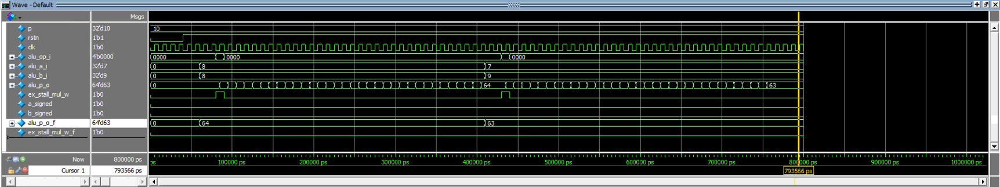 Wave - Default
Msgs
p 32'd10 10
rstn 1'b1
clk 1'b0
alu_op_i 4'b0000 0000 0000 0000
alu_a_i 32'd7 0 8 7
alu_b_i 32'd9 0 8 9
alu_p_o 64'd63 0 64 63
ex_stall_mul_w 1'b0
a_signed 1'b0
b_signed 1'b0
alu_p_o_f 64'd63 0 64 63
ex_stall_mul_w_f 1'b0
Now 800000 ps ps 100000 ps 200000 ps 300000 ps 400000 ps 500000 ps 600000 ps 700000 ps 800000 ps 900000 ps 1000000 ps
Cursor 1 793566 ps 793566 ps